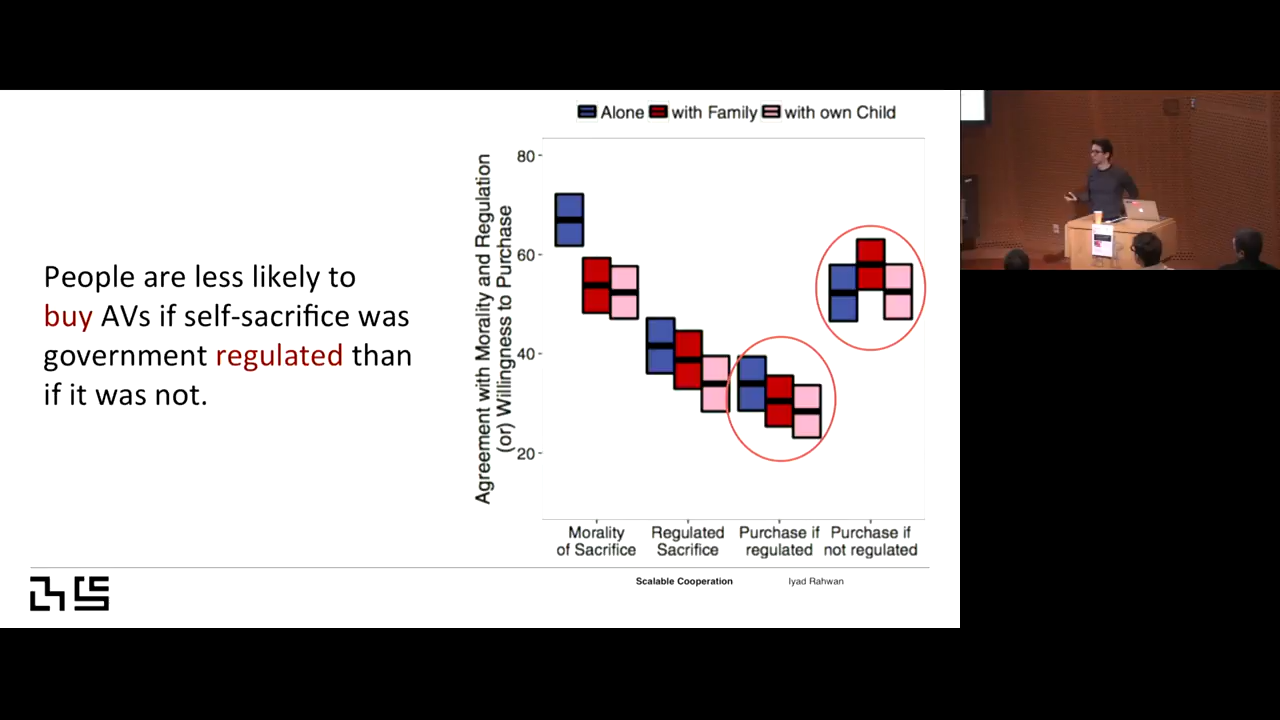 People are less likely to
buy AVs if self-sacrifice was
government regulated than
if it was not.
Alone with Family with own Child
Agreement with Morality and Regulation
(or) Willingness to Purchase
80
60
40
20
Morality
of Sacrifice
Regulated
Sacrifice
Purchase if
regulated
Purchase if
not regulated
Scalable Cooperation
Iyad Rahwan